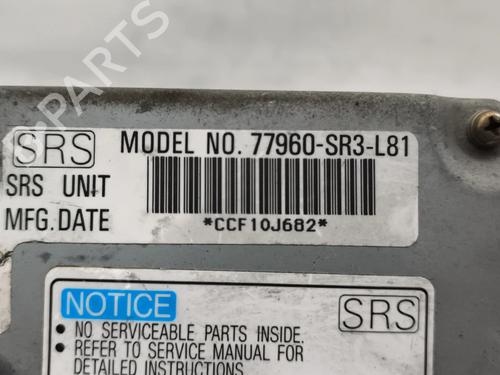 SRS MODEL NO. 77960-SR3-L81
SRS UNIT
MFG.DATE *CCF10J682*
NOTICE SRS
• NO SERVICEABLE PARTS INSIDE.
• REFER TO SERVICE MANUAL FOR
DETAILED INSTRUCTIONS.
PARTS
PARTS